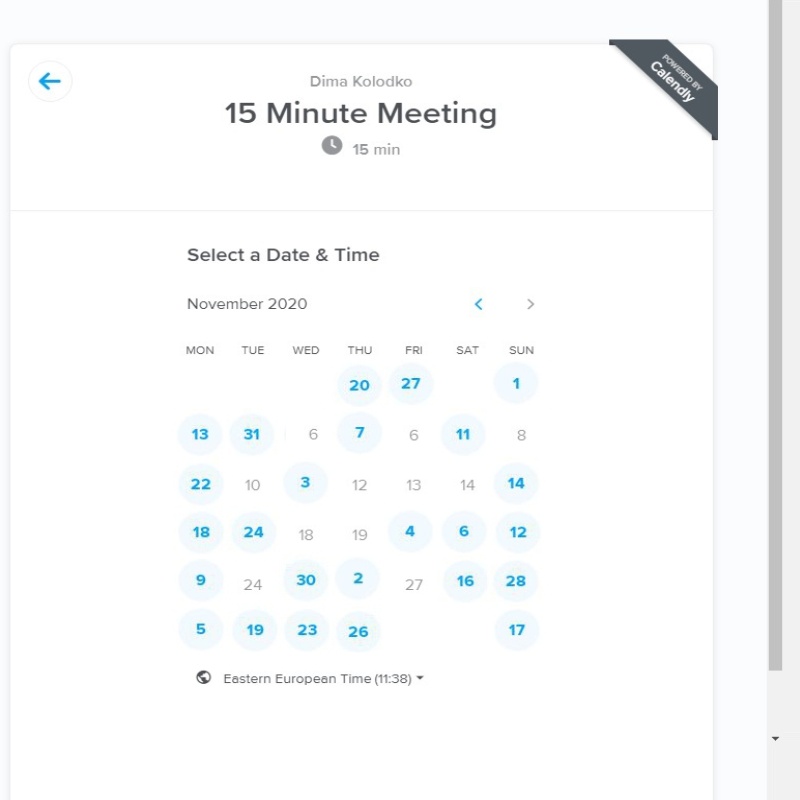 POWERED BY
Calendly
Dima Kolodko
15 Minute Meeting
15 min
Select a Date & Time
November 2020
MON TUE WED THU FRI SAT SUN
20 27 1
13 31 6 7 6 11 8
22 10 3 12 13 14 14
18 24 18 19 4 6 12
9 24 30 2 27 16 28
5 19 23 26 17
Eastern European Time (11:38)